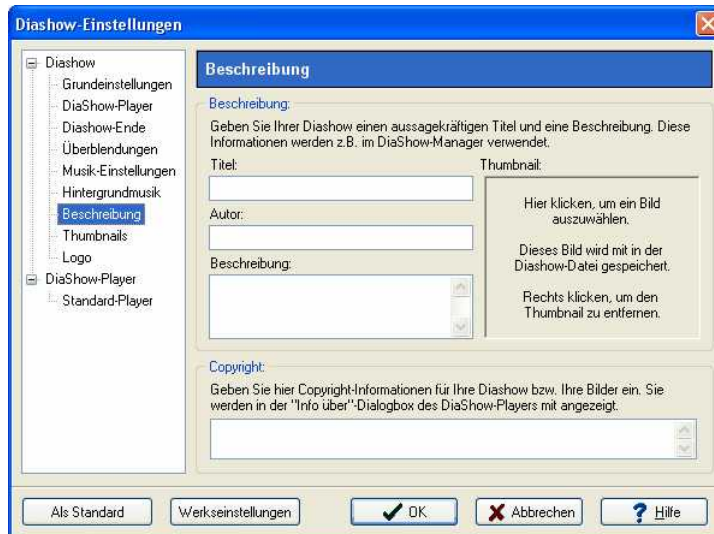 Diashow-Einstellungen
Diashow
Grundeinstellungen
DiaShow-Player
Diashow-Ende
Überblendungen
Musik-Einstellungen
Hintergrundmusik
Beschreibung
Thumbnails
Logo
DiaShow-Player
Standard-Player
Beschreibung
Beschreibung:
Geben Sie Ihrer Diashow einen aussagekräftigen Titel und eine Beschreibung. Diese
Informationen werden z.B. im DiaShow-Manager verwendet.
Titel:
Autor:
Beschreibung:
Thumbnail:
Hier klicken, um ein Bild
auszuwählen.
Dieses Bild wird mit in der
Diashow-Datei gespeichert.
Rechts klicken, um den
Thumbnail zu entfernen.
Copyright:
Geben Sie hier Copyright-Informationen für Ihre Diashow bzw. Ihre Bilder ein. Sie
werden in der "Info über"-Dialogbox des DiaShow-Players mit angezeigt.
Als Standard
Werkseinstellungen
OK
Abbrechen
Hilfe